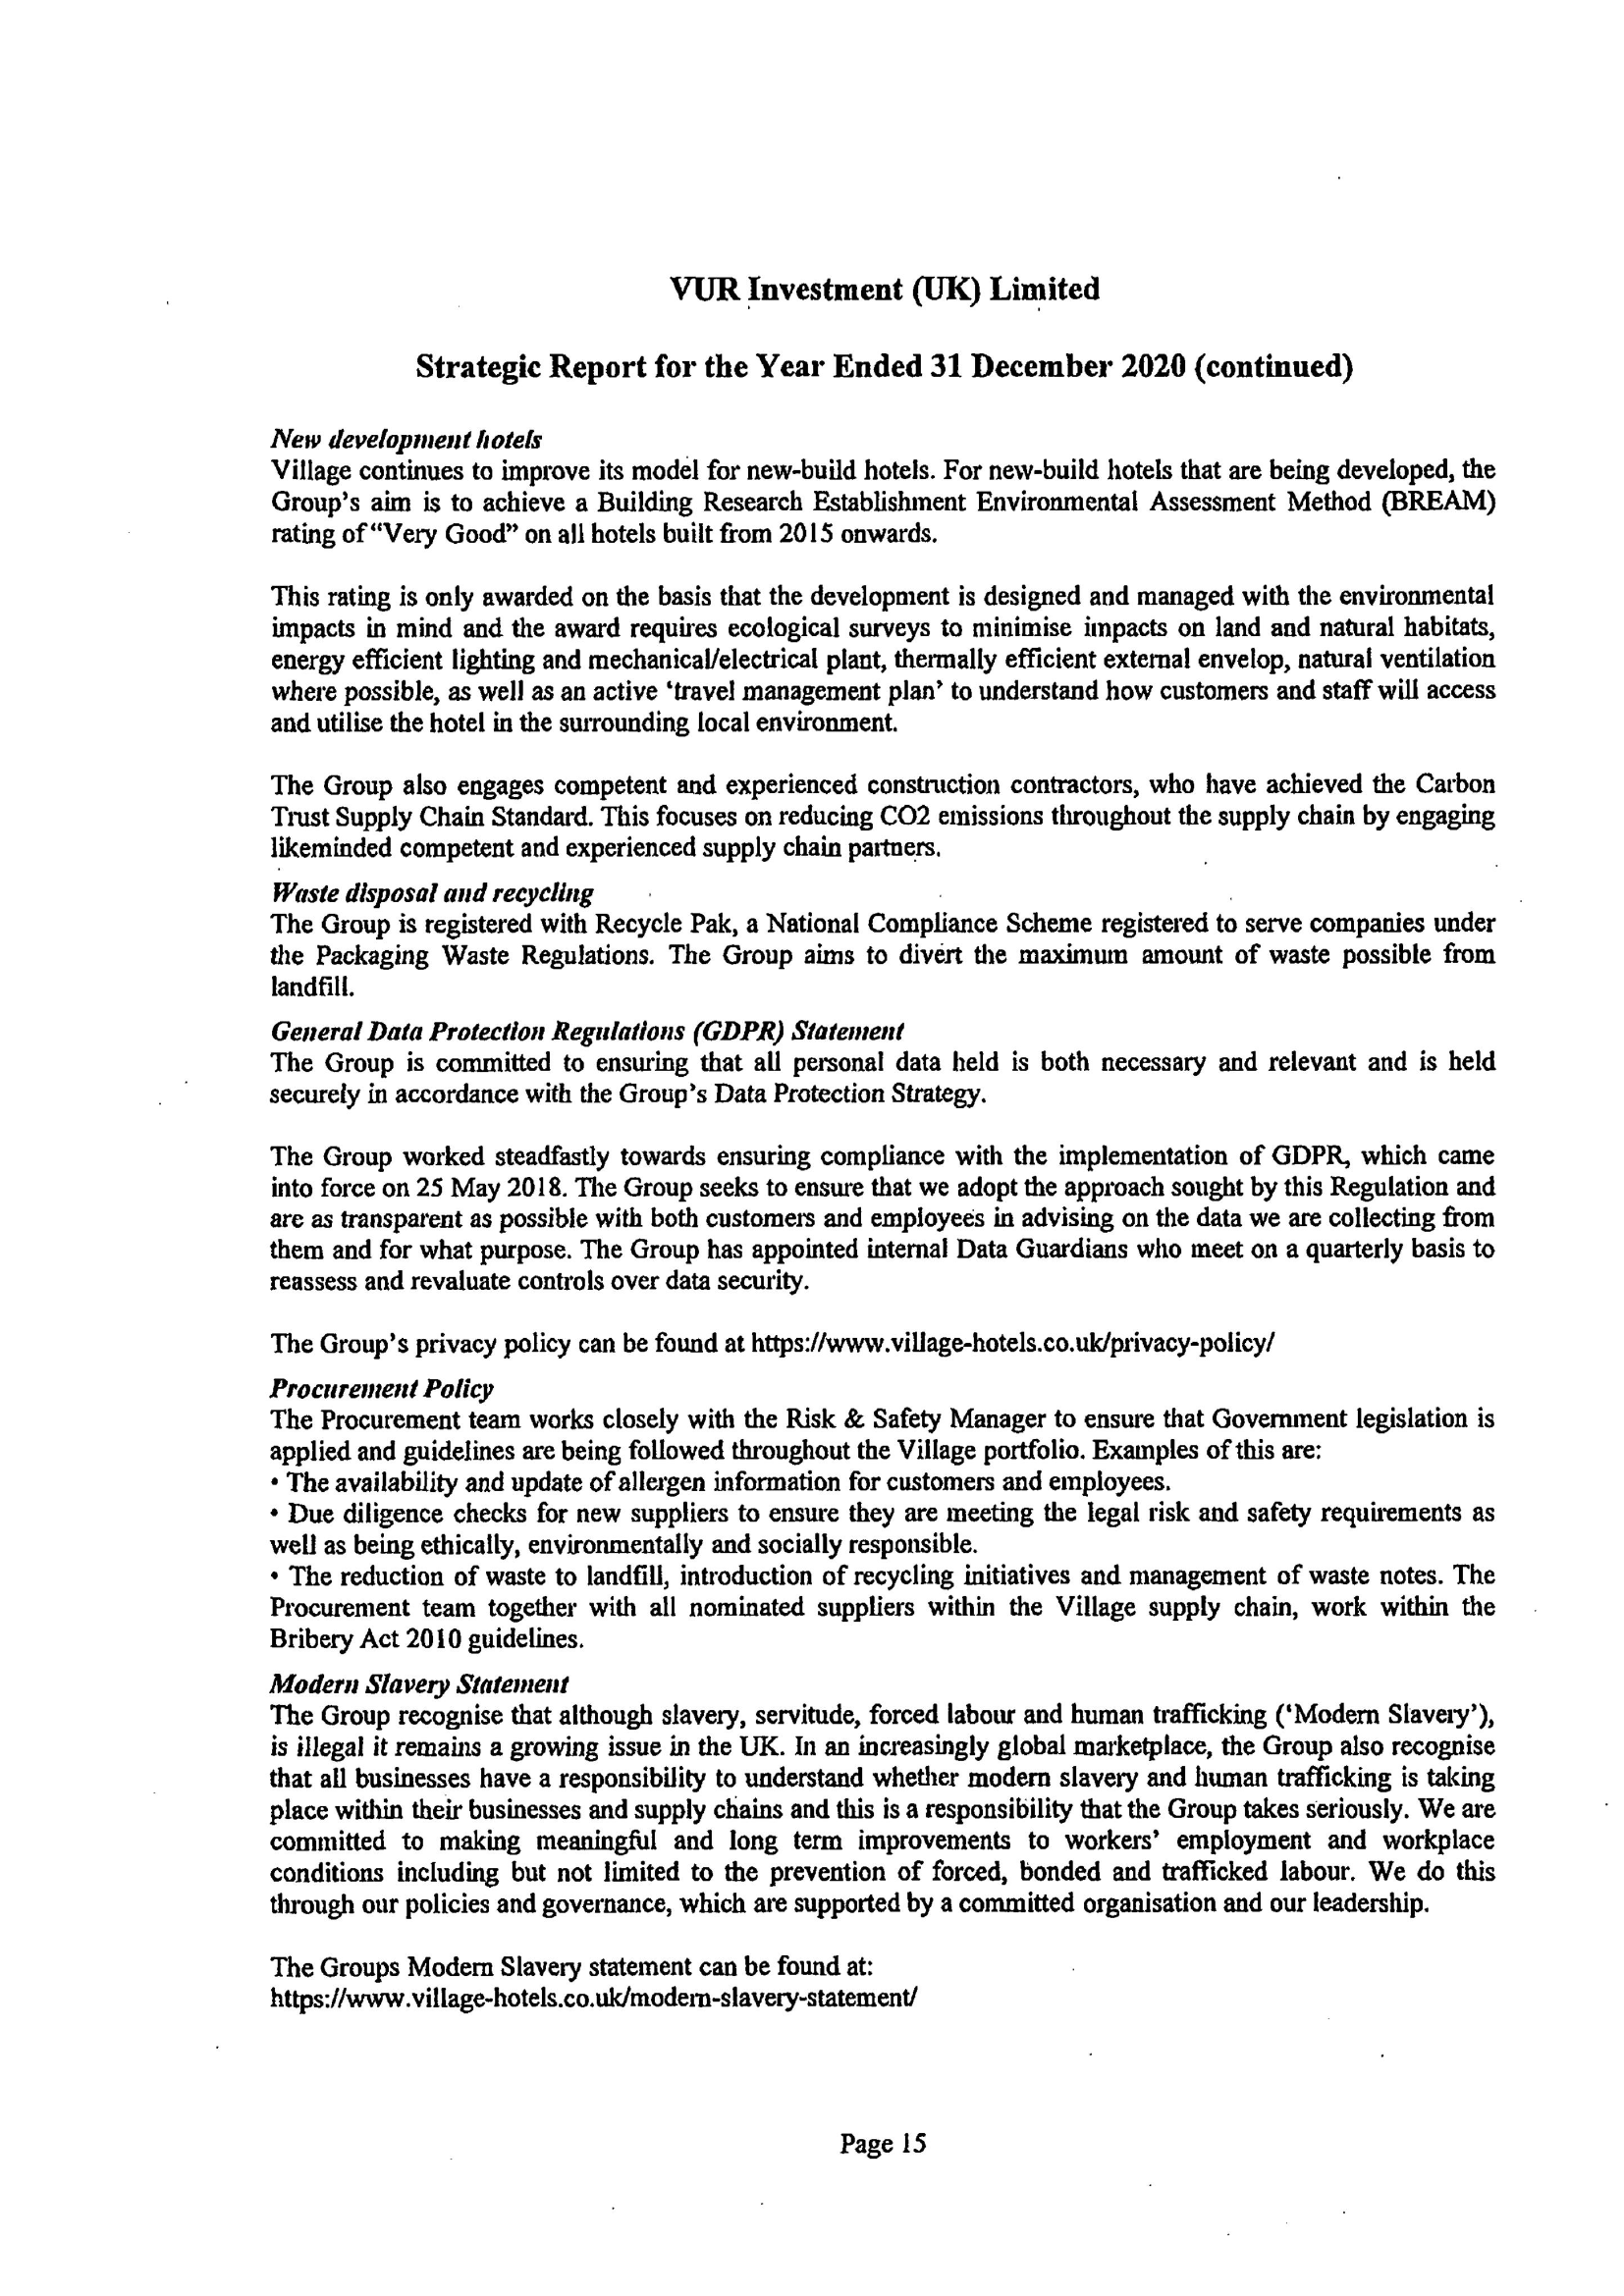 VUR Investment (UK) Limited
Strategic Report for the Year Ended 31 December 2020 (continued)
New development hotels
Village continues to improve its model for new-build hotels. For new-build hotels that are being developed, the
Group's aim is to achieve a Building Research Establishment Environmental Assessment Method (BREAM)
rating of "Very Good" on all hotels built from 2015 onwards.
This rating is only awarded on the basis that the development is designed and managed with the environmental
impacts in mind and the award requires ecological surveys to minimise impacts on land and natural habitats,
energy efficient lighting and mechanical/electrical plant, thermally efficient external envelop, natural ventilation
where possible, as well as an active 'travel management plan' to understand how customers and staff will access
and utilise the hotel in the surrounding local environment.
The Group also engages competent and experienced construction contractors, who have achieved the Carbon
Trust Supply Chain Standard. This focuses on reducing CO2 emissions throughout the supply chain by engaging
likeminded competent and experienced supply chain partners.
Waste disposal and recycling
The Group is registered with Recycle Pak, a National Compliance Scheme registered to serve companies under
the Packaging Waste Regulations. The Group aims to divert the maximum amount of waste possible from
landfill.
General Data Protection Regulations (GDPR) Statement
The Group is committed to ensuring that all personal data held is both necessary and relevant and is held
securely in accordance with the Group's Data Protection Strategy.
The Group worked steadfastly towards ensuring compliance with the implementation of GDPR, which came
into force on 25 May 2018. The Group seeks to ensure that we adopt the approach sought by this Regulation and
are as transparent as possible with both customers and employees in advising on the data we are collecting from
them and for what purpose. The Group has appointed internal Data Guardians who meet on a quarterly basis to
reassess and revaluate controls over data security.
The Group's privacy policy can be found at https://www.village-hotels.co.uk/privacy-policy/
Procurement Policy
The Procurement team works closely with the Risk & Safety Manager to ensure that Government legislation is
applied and guidelines are being followed throughout the Village portfolio. Examples of this are:
• The availability and update of allergen information for customers and employees.
• Due diligence checks for new suppliers to ensure they are meeting the legal risk and safety requirements as
well as being ethically, environmentally and socially responsible.
• The reduction of waste to landfill, introduction of recycling initiatives and management of waste notes. The
Procurement team together with all nominated suppliers within the Village supply chain, work within the
Bribery Act 2010 guidelines.
Modern Slavery Statement
The Group recognise that although slavery, servitude, forced labour and human trafficking ('Modern Slavery'),
is illegal it remains a growing issue in the UK. In an increasingly global marketplace, the Group also recognise
that all businesses have a responsibility to understand whether modern slavery and human trafficking is taking
place within their businesses and supply chains and this is a responsibility that the Group takes seriously. We are
committed to making meaningful and long term improvements to workers' employment and workplace
conditions including but not limited to the prevention of forced, bonded and trafficked labour. We do this
through our policies and governance, which are supported by a committed organisation and our leadership.
The Groups Modern Slavery statement can be found at:
https://www.village-hotels.co.uk/modern-slavery-statement/
Page 15